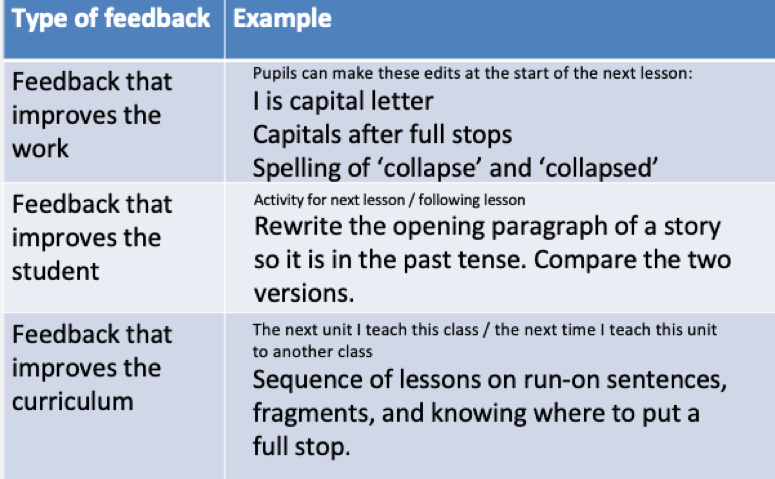 Type of feedback
Example
Feedback that
improves the
work
Pupils can make these edits at the start of the next lesson:
I is capital letter
Capitals after full stops
Spelling of ‘collapse’ and ‘collapsed’
Feedback that
improves the
student
Activity for next lesson / following lesson
Rewrite the opening paragraph of a story
so it is in the past tense. Compare the two
versions.
Feedback that
improves the
curriculum
The next unit I teach this class / the next time I teach this unit
to another class
Sequence of lessons on run-on sentences,
fragments, and knowing where to put a
full stop.